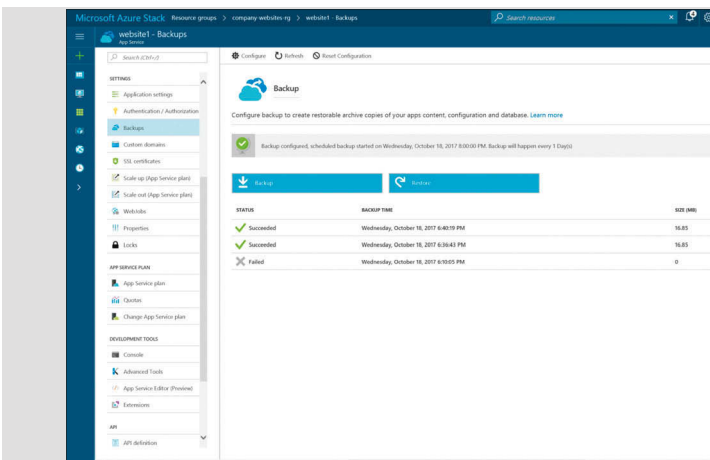 Microsoft Azure Stack Resource groups > company-websites-rg > website1 - Backups
Search resources
website1 - Backups
App Service
Search (Ctrl+/)
SETTINGS
Application settings
Authentication / Authorization
Backups
Custom domains
SSL certificates
Scale up (App Service plan)
Scale out (App Service plan)
WebJobs
Properties
Locks
APP SERVICE PLAN
App Service plan
Quotas
Change App Service plan
DEVELOPMENT TOOLS
Console
Advanced Tools
App Service Editor (Preview)
Extensions
API
API definition
Configure Refresh Reset Configuration
Backup
Configure backup to create restorable archive copies of your apps content, configuration and database. Learn more
Backup configured, scheduled backup started on Wednesday, October 18, 2017 8:00:00 PM. Backup will happen every 1 Day(s)
Backup Restore
STATUS BACKUP TIME SIZE (MB)
Succeeded Wednesday, October 18, 2017 6:40:19 PM 16.85
Succeeded Wednesday, October 18, 2017 6:36:43 PM 16.85
Failed Wednesday, October 18, 2017 6:10:05 PM 0